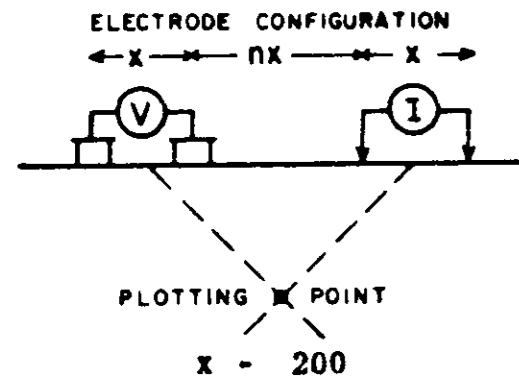 ELECTRODE CONFIGURATION
x nx x
V I
PLOTTING POINT
x - 200